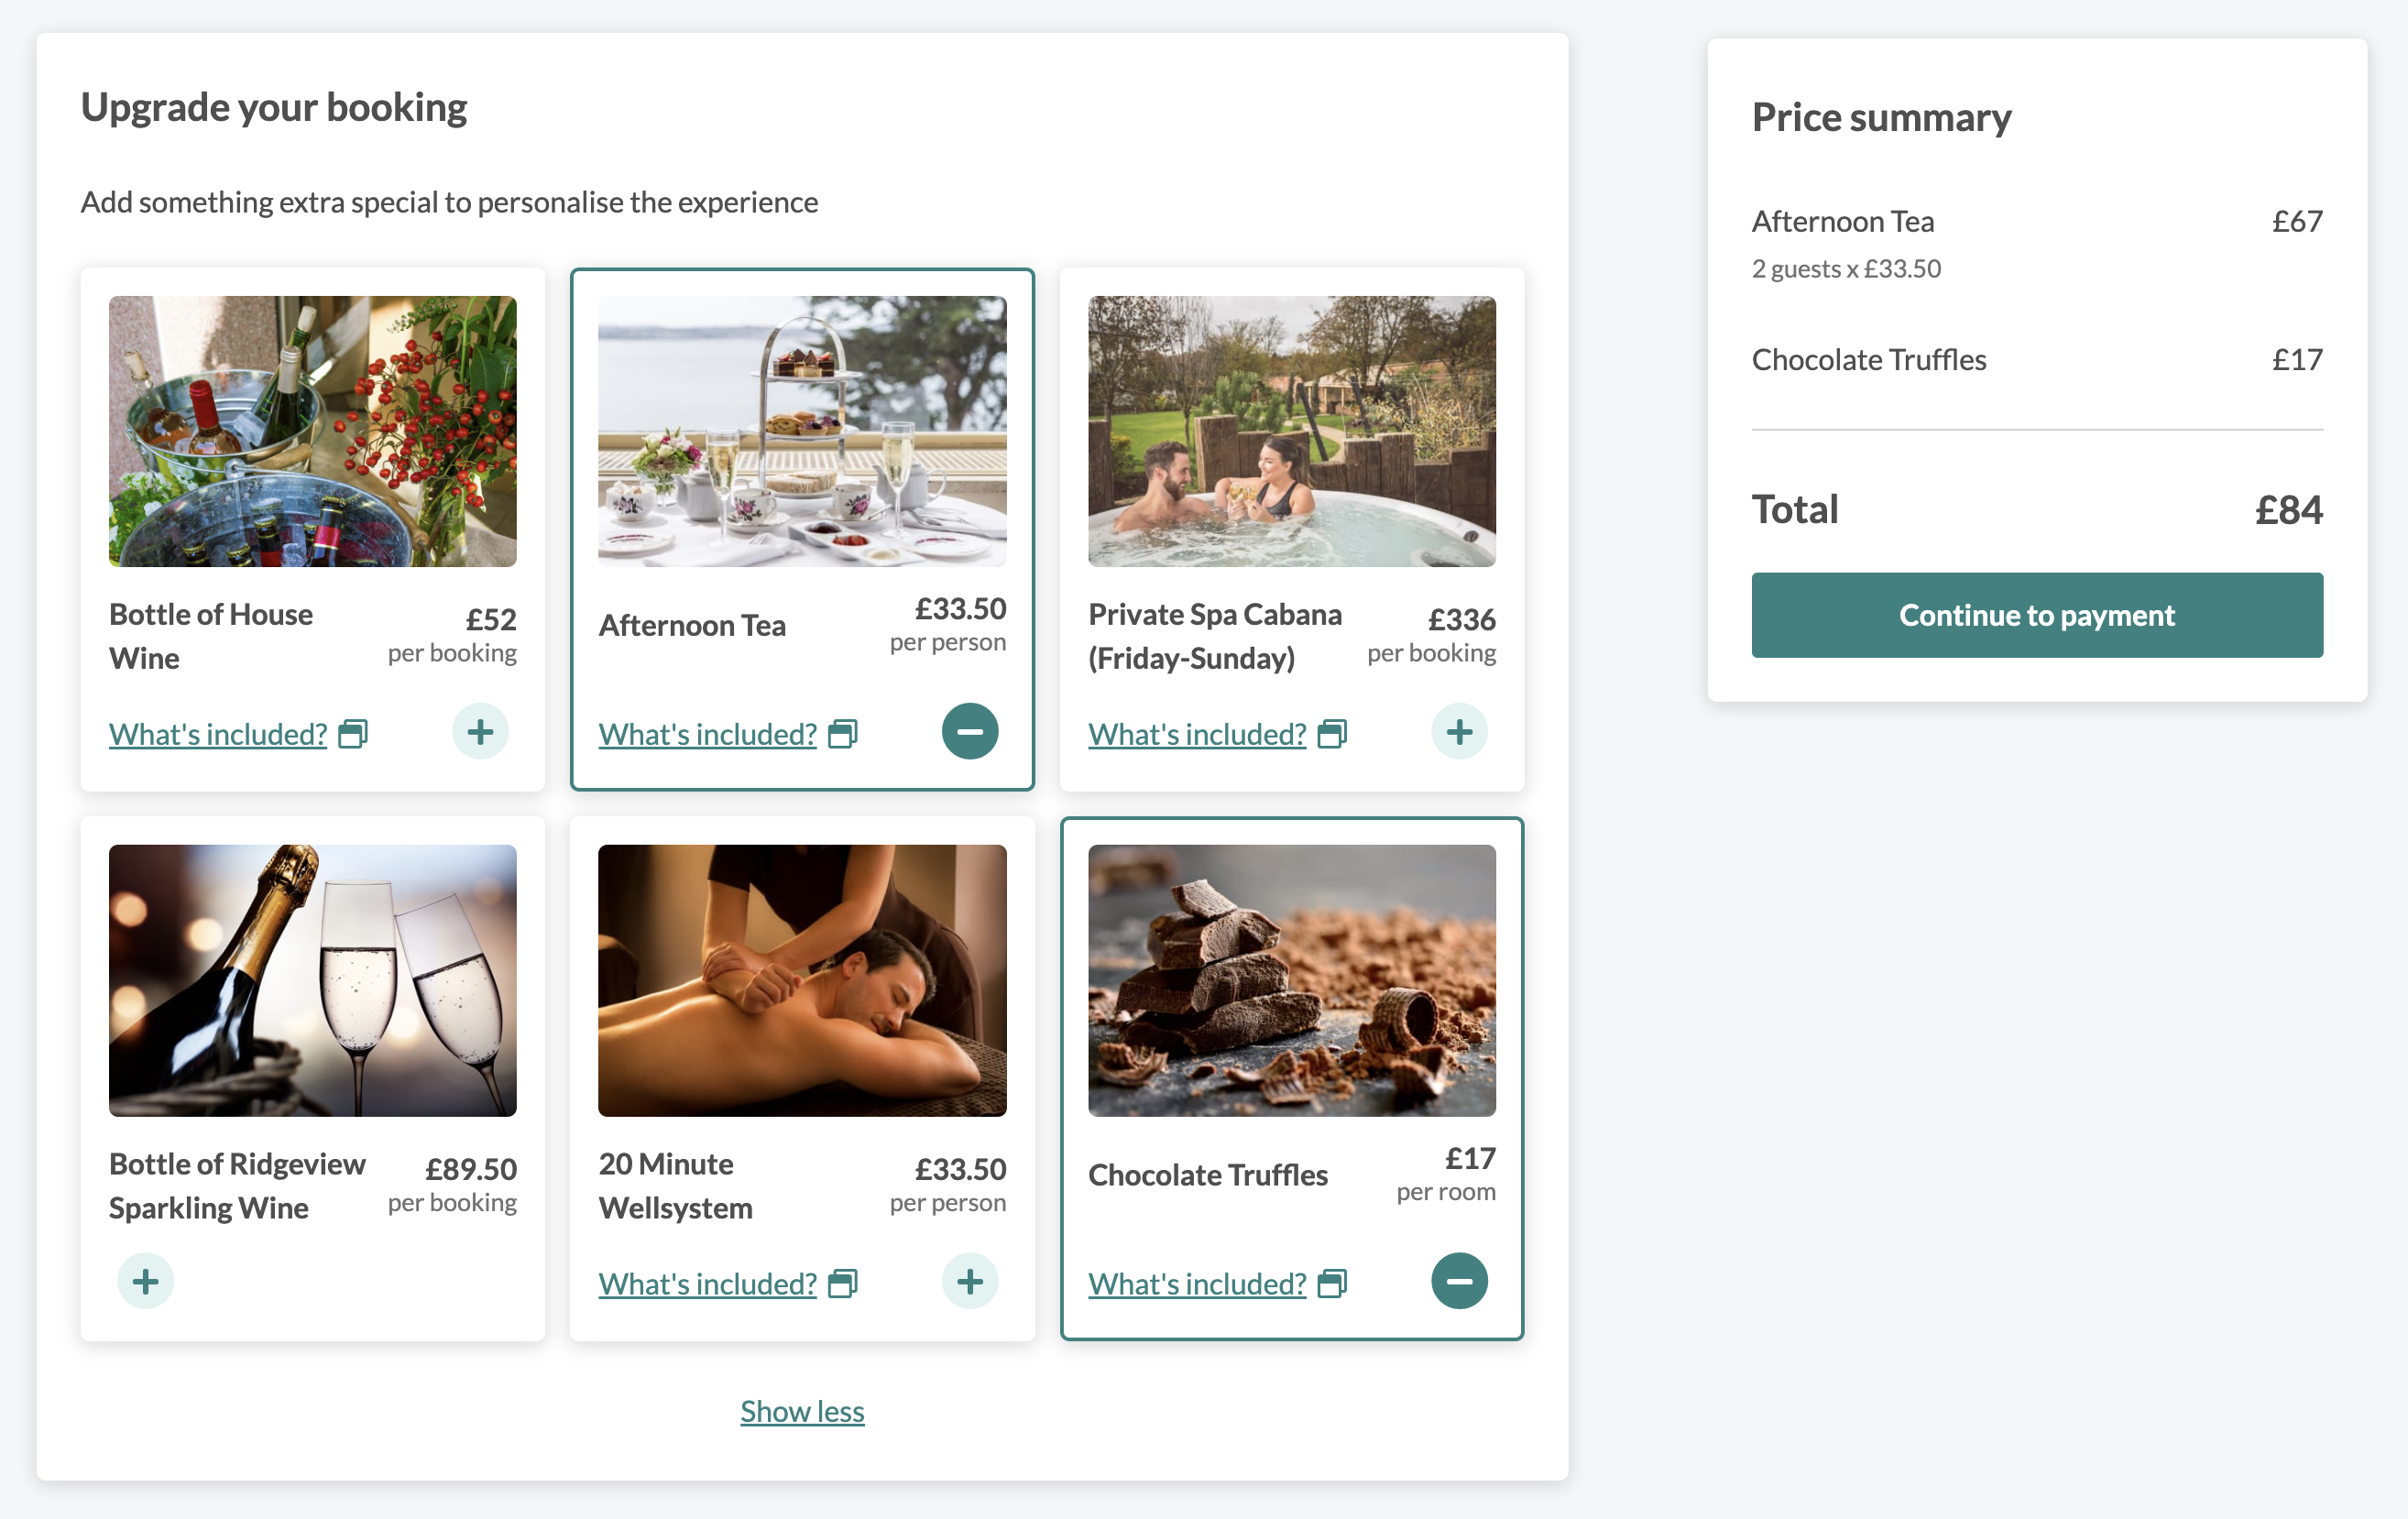 Upgrade your booking
Add something extra special to personalise the experience
Bottle of House
Wine
£52
per booking
What's included?
Afternoon Tea
£33.50
per person
What's included?
Private Spa Cabana
(Friday-Sunday)
£336
per booking
What's included?
Bottle of Ridgeview
Sparkling Wine
£89.50
per booking
20 Minute
Wellsystem
£33.50
per person
What's included?
Chocolate Truffles
£17
per room
What's included?
Show less
Price summary
Afternoon Tea £67
2 guests x £33.50
Chocolate Truffles £17
Total £84
Continue to payment